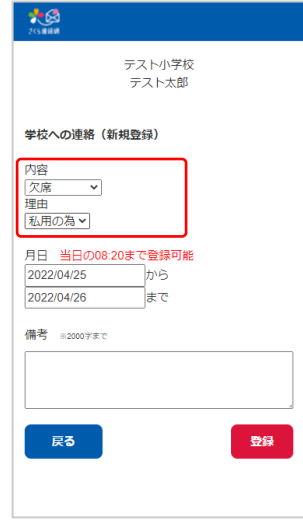 さくら連絡網
テスト小学校
テスト太郎
学校への連絡（新規登録）
内容
欠席
理由
私用の為
月日 当日の08:20まで登録可能
2022/04/25 から
2022/04/26 まで
備考 ※2000字まで
戻る 登録